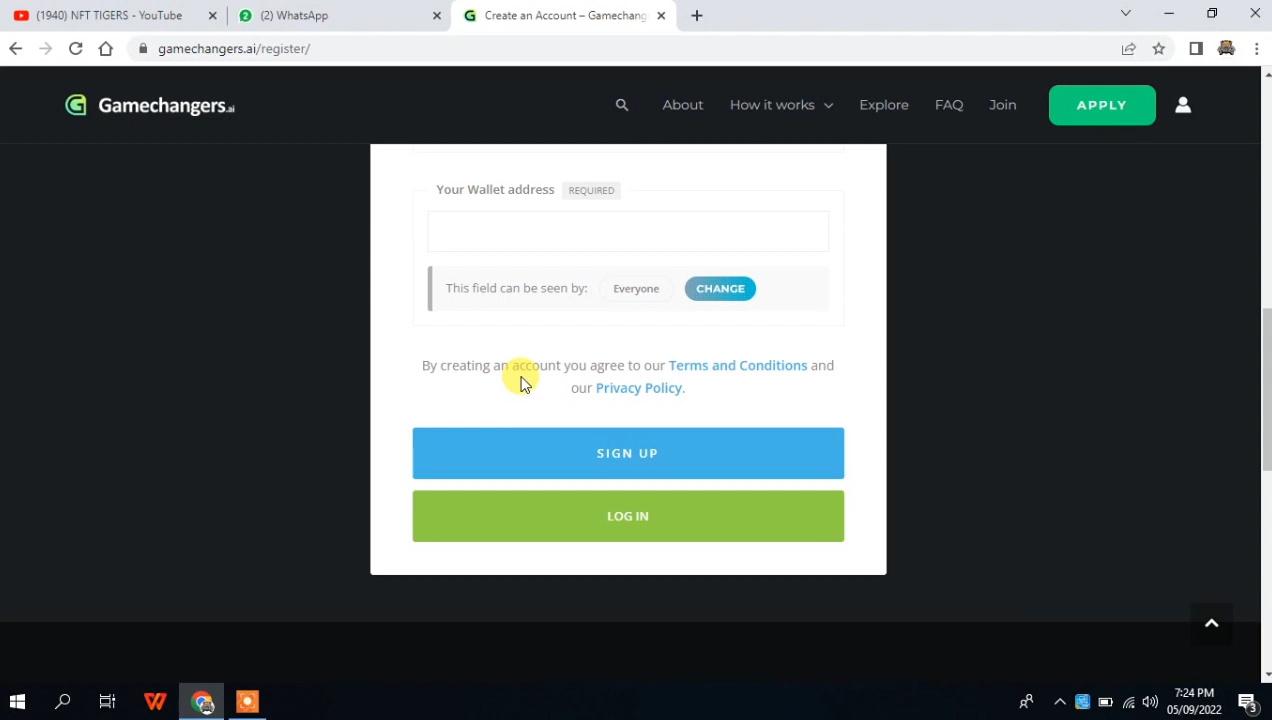 (1940) NFT TIGERS - YouTube
(2) WhatsApp
Create an Account – Gamechang
gamechangers.ai/register/
Gamechangers.ai
About
How it works
Explore
FAQ
Join
APPLY
Your Wallet address REQUIRED
This field can be seen by: Everyone CHANGE
By creating an account you agree to our Terms and Conditions and
our Privacy Policy.
SIGN UP
LOG IN
7:24 PM
05/09/2022
3